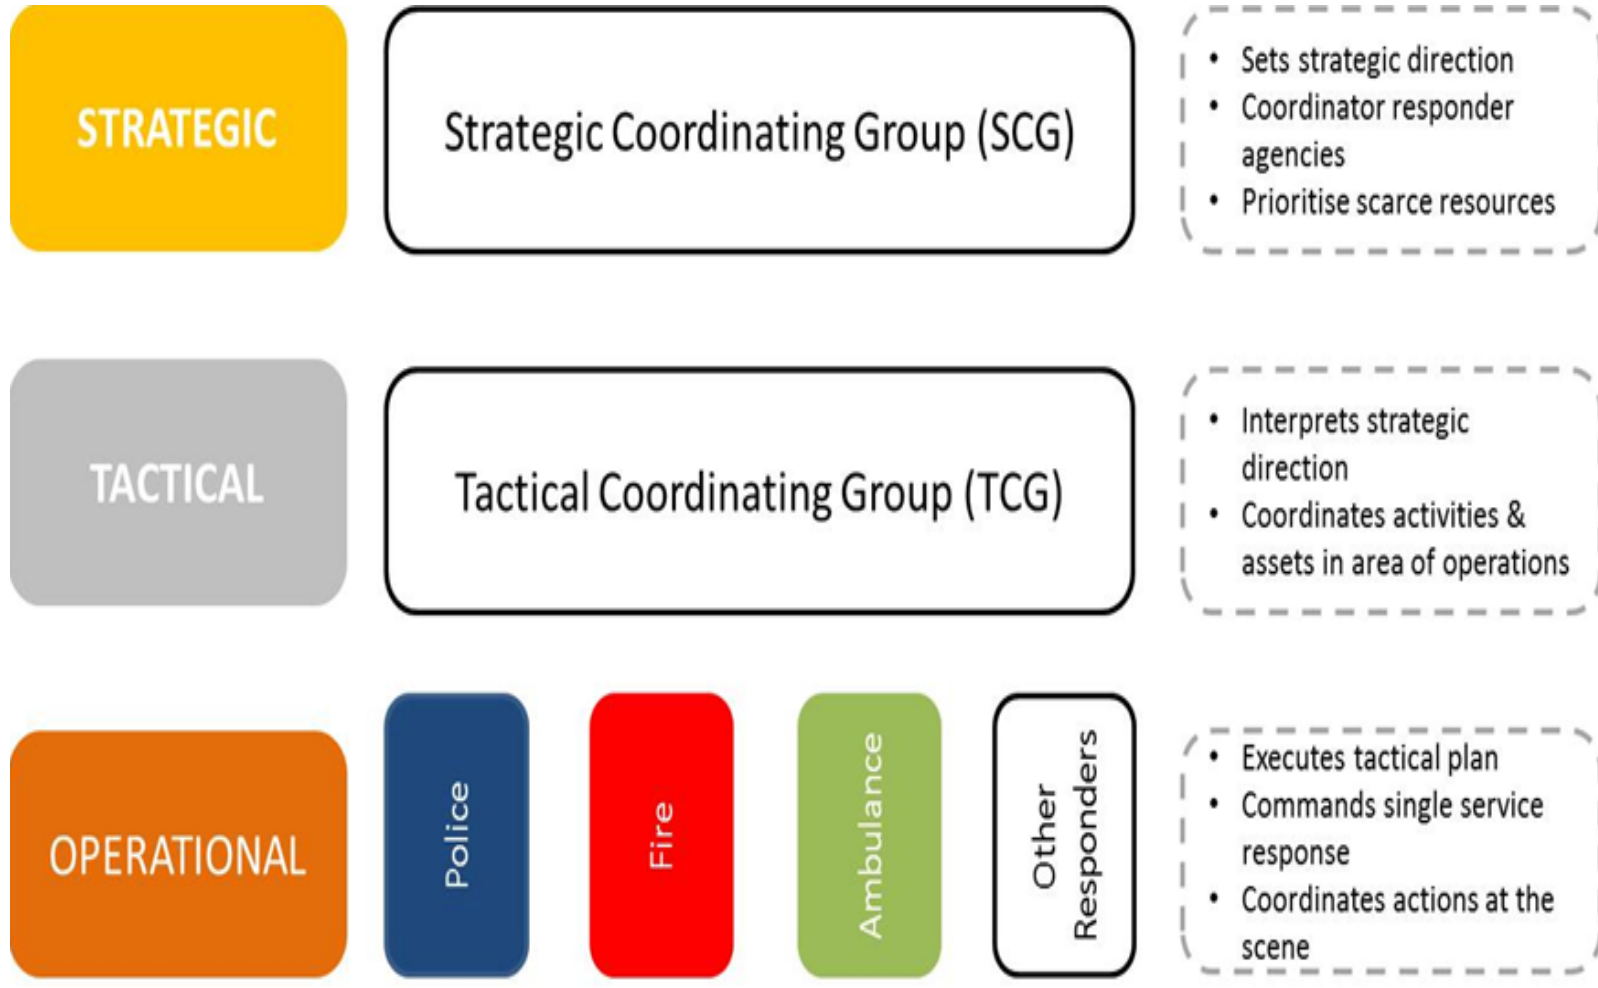 STRATEGIC
Strategic Coordinating Group (SCG)
• Sets strategic direction
• Coordinator responder
agencies
• Prioritise scarce resources
TACTICAL
Tactical Coordinating Group (TCG)
• Interprets strategic
direction
• Coordinates activities &
assets in area of operations
OPERATIONAL
Police
Fire
Ambulance
Other
Responders
• Executes tactical plan
• Commands single service
response
• Coordinates actions at the
scene